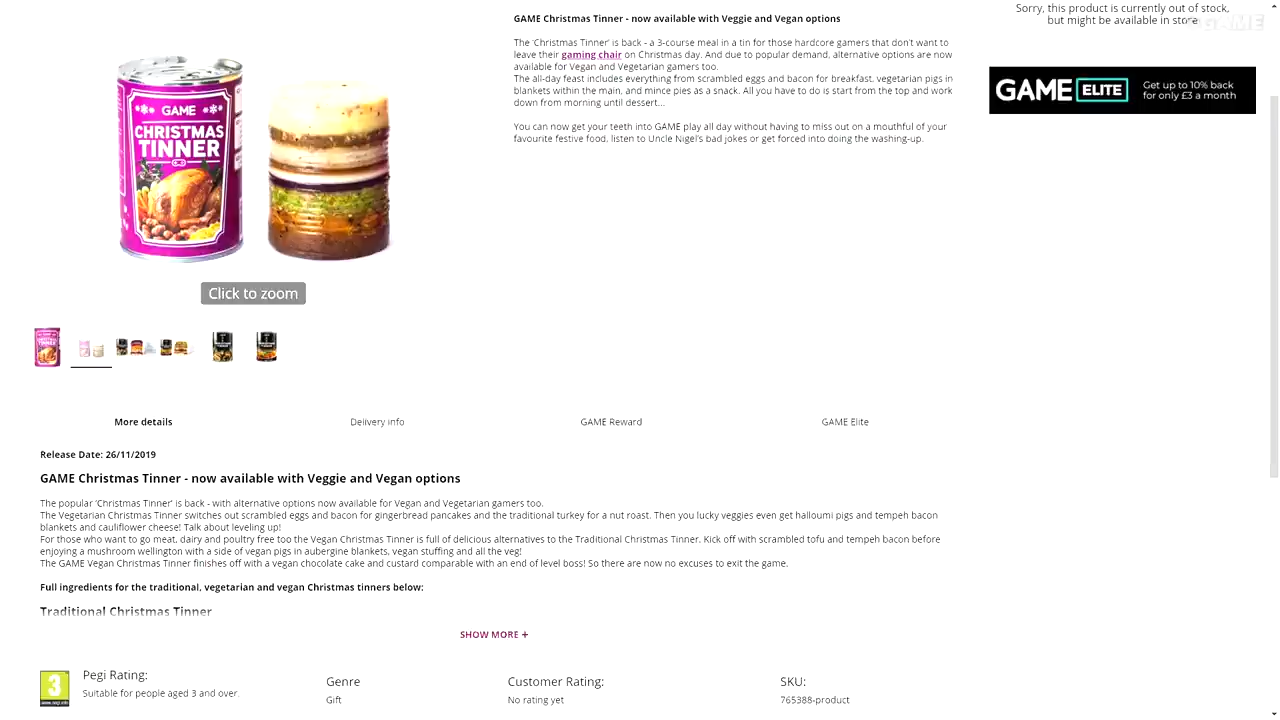 GAME Christmas Tinner - now available with Veggie and Vegan options
The 'Christmas Tinner' is back - a 3-course meal in a tin for those hardcore gamers that don't want to
leave their gaming chair on Christmas day. And due to popular demand, alternative options are now
available for Vegan and Vegetarian gamers too.
The all-day feast includes everything from scrambled eggs and bacon for breakfast, vegetarian pigs in
blankets within the main, and mince pies as a snack. All you have to do is start from the top and work
down from morning until dessert...
You can now get your teeth into GAME play all day without having to miss out on a mouthful of your
favourite festive food, listen to Uncle Nigel's bad jokes or get forced into doing the washing-up.
Sorry, this product is currently out of stock,
but might be available in store
GAME
GAME ELITE
Get up to 10% back
for only £3 a month
GAME
CHRISTMAS
TINNER
Click to zoom
More details
Delivery info
GAME Reward
GAME Elite
Release Date: 26/11/2019
GAME Christmas Tinner - now available with Veggie and Vegan options
The popular 'Christmas Tinner' is back - with alternative options now available for Vegan and Vegetarian gamers too.
The Vegetarian Christmas Tinner switches out scrambled eggs and bacon for gingerbread pancakes and the traditional turkey for a nut roast. Then you lucky veggies even get halloumi pigs and tempeh bacon
blankets and cauliflower cheese! Talk about leveling up!
For those who want to go meat, dairy and poultry free too the Vegan Christmas Tinner is full of delicious alternatives to the Traditional Christmas Tinner. Kick off with scrambled tofu and tempeh bacon before
enjoying a mushroom wellington with a side of vegan pigs in aubergine blankets, vegan stuffing and all the veg!
The GAME Vegan Christmas Tinner finishes off with a vegan chocolate cake and custard comparable with an end of level boss! So there are now no excuses to exit the game.
Full ingredients for the traditional, vegetarian and vegan Christmas tinners below:
Traditional Christmas Tinner
SHOW MORE +
3
www.pegi.info
Pegi Rating:
Suitable for people aged 3 and over.
Genre
Gift
Customer Rating:
No rating yet
SKU:
765388-product